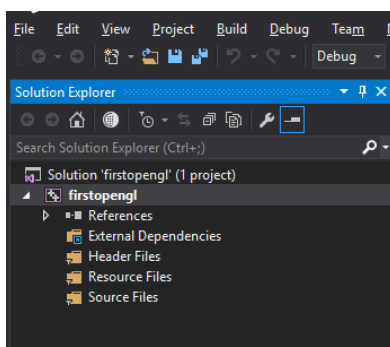 File Edit View Project Build Debug Team
Debug
Solution Explorer
Search Solution Explorer (Ctrl+;)
Solution 'firstopengl' (1 project)
firstopengl
References
External Dependencies
Header Files
Resource Files
Source Files